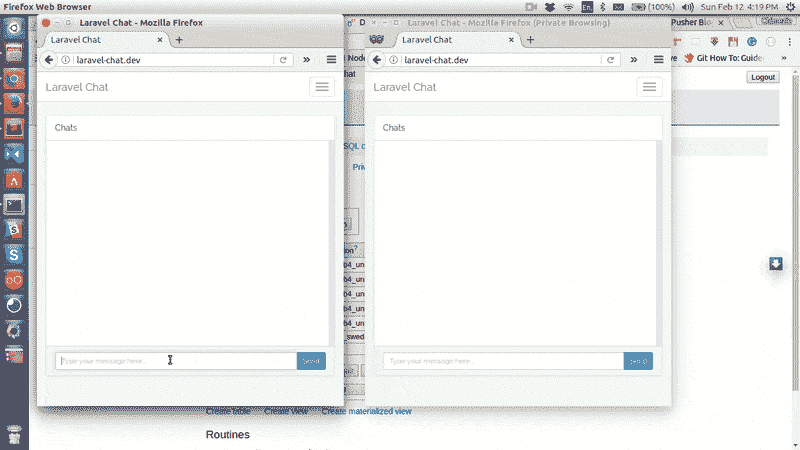 Firefox Web Browser
(100%) Sun Feb 12 4:19 PM
Laravel Chat - Mozilla Firefox
Laravel Chat
laravel-chat.dev
Laravel Chat
Chats
Type your message here...
Send
Laravel Chat - Mozilla Firefox (Private Browsing)
Laravel Chat
laravel-chat.dev
Laravel Chat
Chats
Type your message here...
Send
Pusher Blo
Git How To: Guide
Logout
Create table Create view Create materialized view
Routines